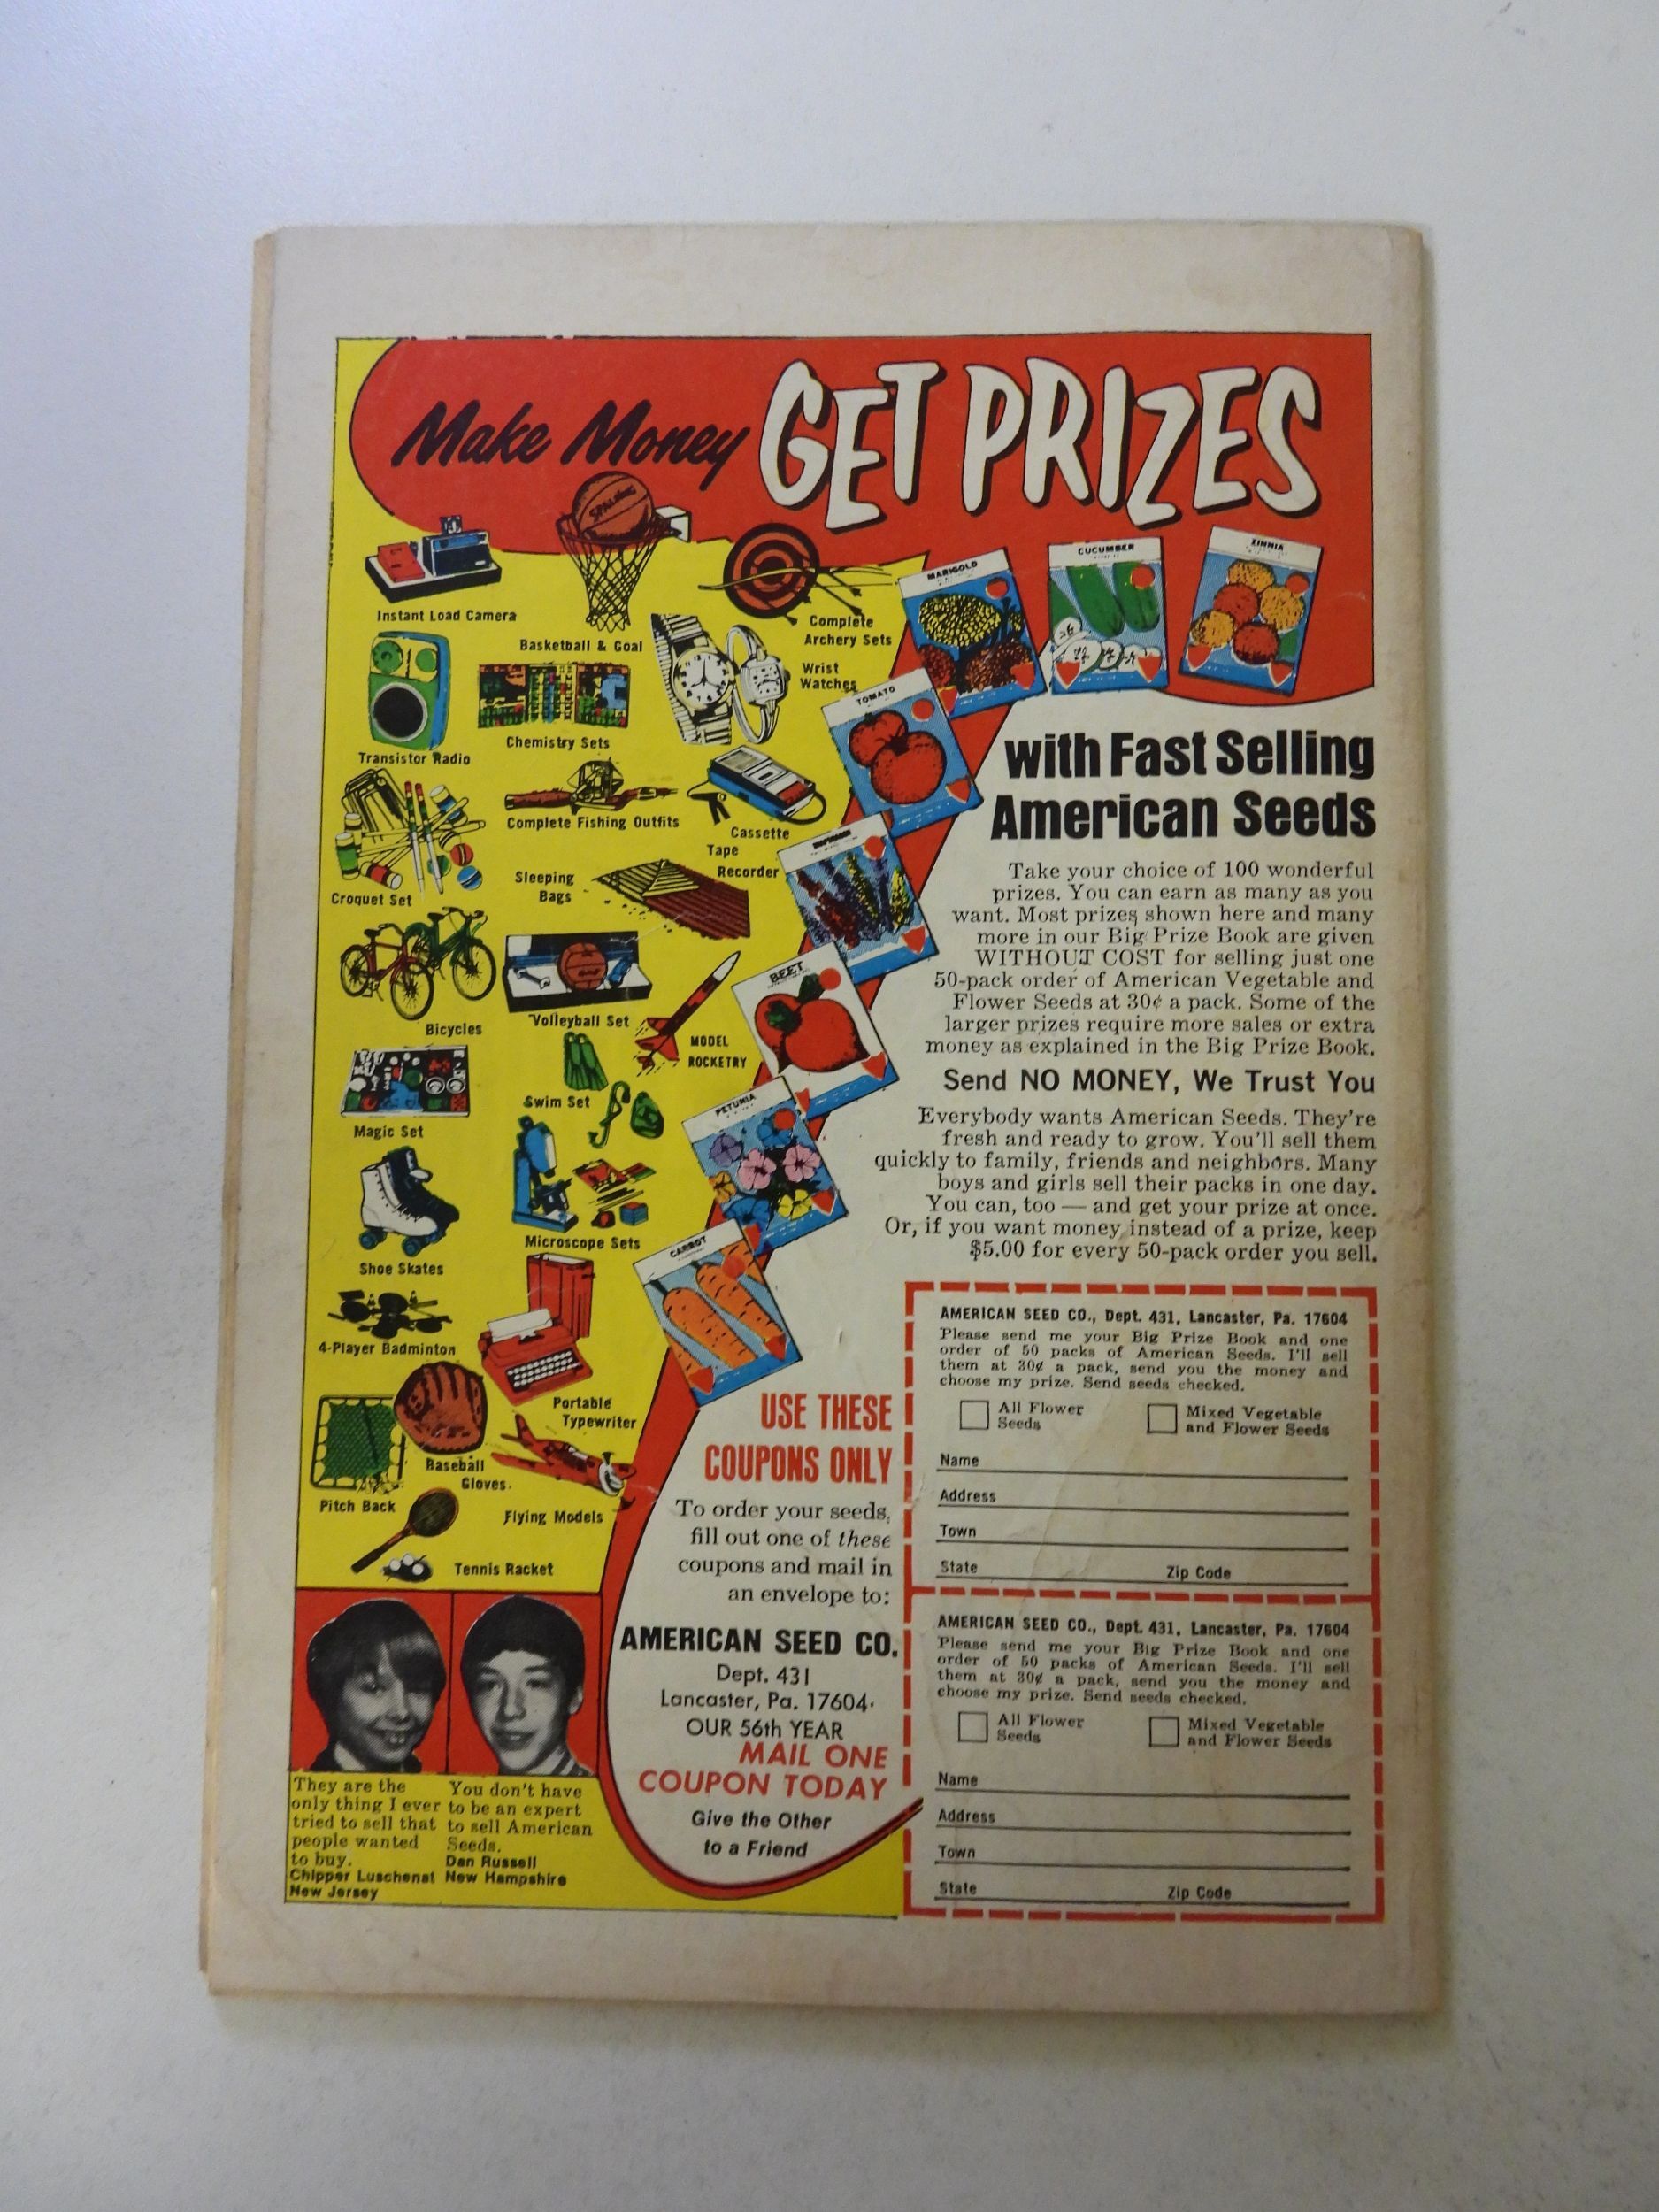 Make Money GET PRIZES
SPALDING
Instant Load Camera
Basketball & Goal
Complete
Archery Sets
Wrist
Watches
Transistor Radio
Chemistry Sets
Complete Fishing Outfits
Cassette
Tape
Recorder
Croquet Set
Sleeping
Bags
Bicycles
Volleyball Set
MODEL
ROCKETRY
Magic Set
Swim Set
Shoe Skates
Microscope Sets
4-Player Badminton
Portable
Typewriter
Baseball
Gloves
Pitch Back
Flying Models
Tennis Racket
MARIGOLD
CUCUMBER
ZINNIA
TOMATO
BEET
PETUNIA
CARROT
with Fast Selling
American Seeds
Take your choice of 100 wonderful
prizes. You can earn as many as you
want. Most prizes shown here and many
more in our Big Prize Book are given
WITHOUT COST for selling just one
50-pack order of American Vegetable and
Flower Seeds at 30¢ a pack. Some of the
larger prizes require more sales or extra
money as explained in the Big Prize Book.
Send NO MONEY, We Trust You
Everybody wants American Seeds. They're
fresh and ready to grow. You'll sell them
quickly to family, friends and neighbors. Many
boys and girls sell their packs in one day.
You can, too — and get your prize at once.
Or, if you want money instead of a prize, keep
$5.00 for every 50-pack order you sell.
USE THESE
COUPONS ONLY
To order your seeds,
fill out one of these
coupons and mail in
an envelope to:
AMERICAN SEED CO.
Dept. 431
Lancaster, Pa. 17604
OUR 56th YEAR
MAIL ONE
COUPON TODAY
Give the Other
to a Friend
AMERICAN SEED CO., Dept. 431, Lancaster, Pa. 17604
Please send me your Big Prize Book and one
order of 50 packs of American Seeds. I'll sell
them at 30¢ a pack, send you the money and
choose my prize. Send seeds checked.
All Flower
Seeds
Mixed Vegetable
and Flower Seeds
Name
Address
Town
State Zip Code
AMERICAN SEED CO., Dept. 431, Lancaster, Pa. 17604
Please send me your Big Prize Book and one
order of 50 packs of American Seeds. I'll sell
them at 30¢ a pack, send you the money and
choose my prize. Send seeds checked.
All Flower
Seeds
Mixed Vegetable
and Flower Seeds
Name
Address
Town
State Zip Code
They are the
only thing I ever
tried to sell that
people wanted
to buy.
Chipper Luschenat
New Jersey
You don't have
to be an expert
to sell American
Seeds.
Dan Russell
New Hampshire